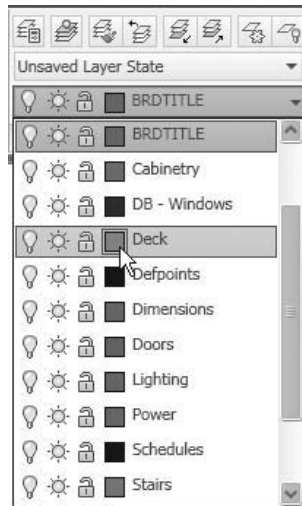 Unsaved Layer State
BRDTITLE
BRDTITLE
Cabinetry
DB - Windows
Deck
Defpoints
Dimensions
Doors
Lighting
Power
Schedules
Stairs